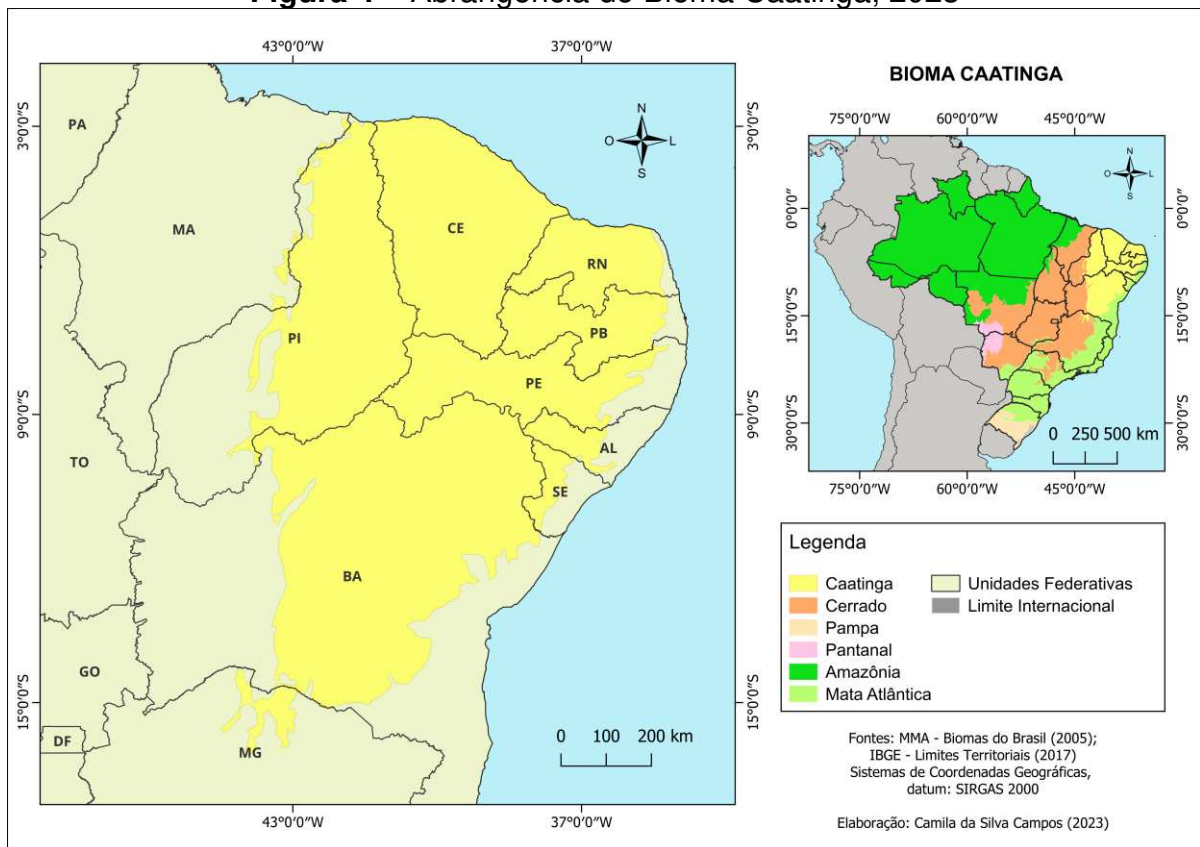 Figura 1 – Abrangência do Bioma Caatinga, 2023
43°0'0"W 37°0'0"W
3°0'0"S
9°0'0"S
15°0'0"S
PA
MA
CE
RN
PB
PI
PE
AL
SE
TO
BA
GO
DF
MG
N
O L
S
3°0'0"S
9°0'0"S
15°0'0"S
0 100 200 km
43°0'0"W 37°0'0"W
BIOMA CAATINGA
75°0'0"W 60°0'0"W 45°0'0"W
N
O L
S
0°0'0"
15°0'0"S
30°0'0"S
0°0'0"
15°0'0"S
30°0'0"S
0 250 500 km
75°0'0"W 60°0'0"W 45°0'0"W
Legenda
Caatinga
Cerrado
Pampa
Pantanal
Amazônia
Mata Atlântica
Unidades Federativas
Limite Internacional
Fontes: MMA - Biomas do Brasil (2005);
IBGE - Limites Territoriais (2017)
Sistemas de Coordenadas Geográficas,
datum: SIRGAS 2000
Elaboração: Camila da Silva Campos (2023)